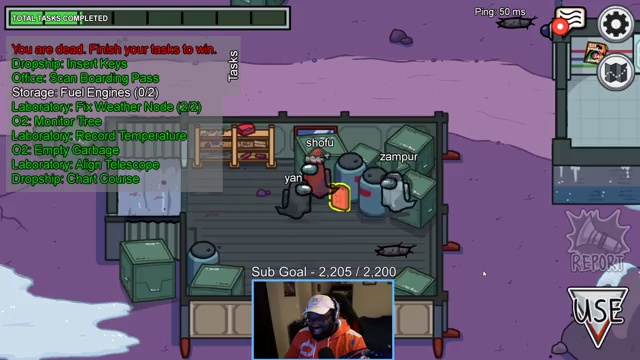 TOTAL TASKS COMPLETED
Ping: 50 ms
You are dead. Finish your tasks to win.
Dropship: Insert Keys
Office: Scan Boarding Pass
Storage: Fuel Engines (0/2)
Laboratory: Fix Weather Node (2/2)
O2: Monitor Tree
Laboratory: Record Temperature
O2: Empty Garbage
Laboratory: Align Telescope
Dropship: Chart Course
Tasks
shofu
zampur
yan
REPORT
Sub Goal - 2,205 / 2,200
USE